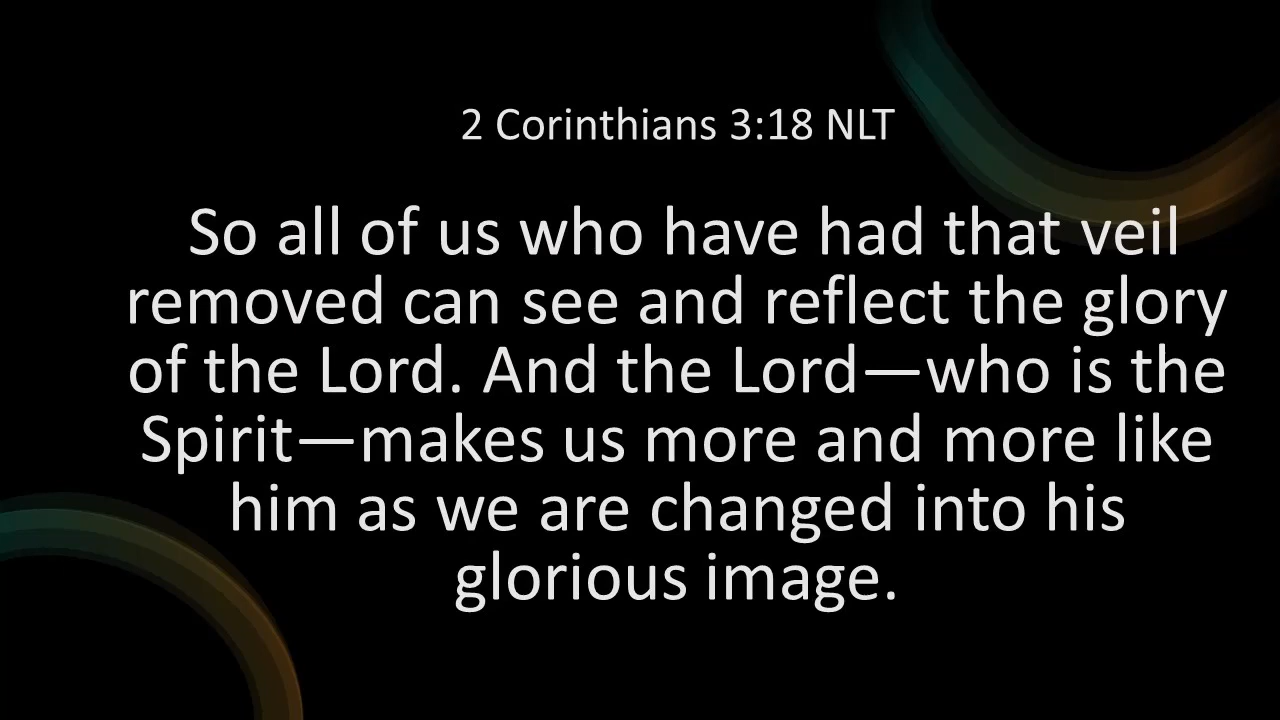 2 Corinthians 3:18 NLT
So all of us who have had that veil
removed can see and reflect the glory
of the Lord. And the Lord—who is the
Spirit—makes us more and more like
him as we are changed into his
glorious image.